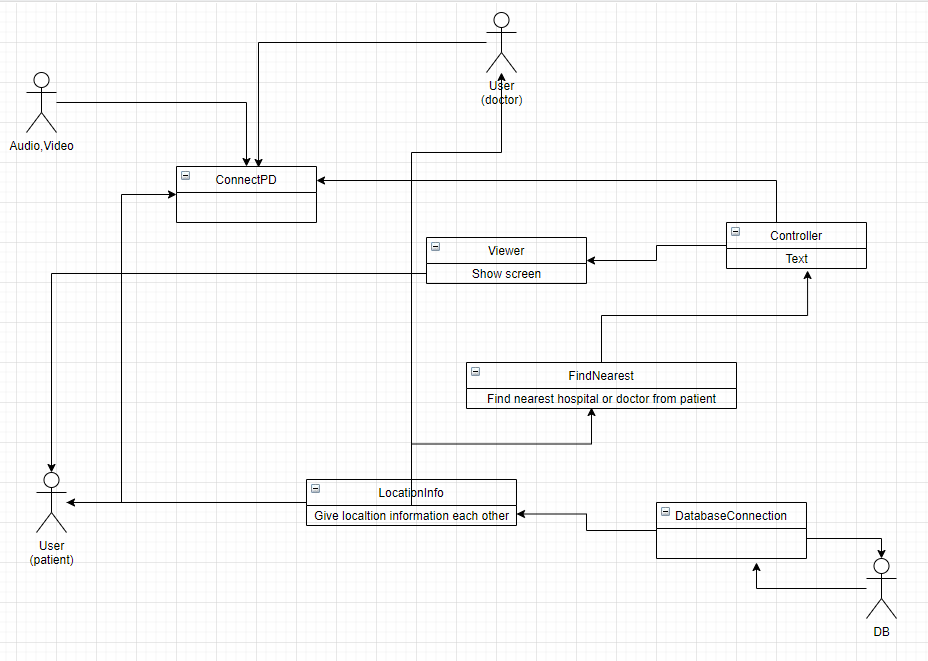 User
(doctor)
Audio,Video
ConnectPD
Controller
Text
Viewer
Show screen
FindNearest
Find nearest hospital or doctor from patient
LocationInfo
Give localtion information each other
DatabaseConnection
User
(patient)
DB